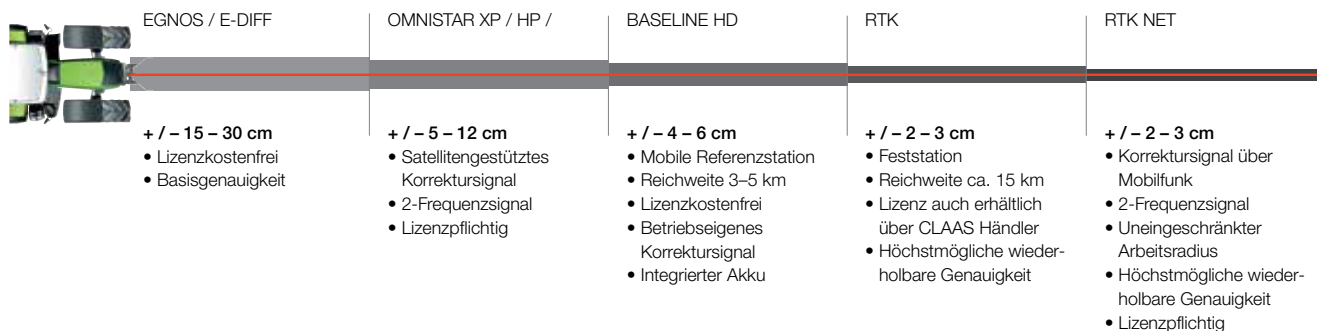 EGNOS / E-DIFF
+ / – 15 – 30 cm
• Lizenzkostenfrei
• Basisgenauigkeit
OMNISTAR XP / HP /
+ / – 5 – 12 cm
• Satellitengestütztes
Korrektursignal
• 2-Frequenzsignal
• Lizenzpflichtig
BASELINE HD
+ / – 4 – 6 cm
• Mobile Referenzstation
• Reichweite 3–5 km
• Lizenzkostenfrei
• Betriebseigenes
Korrektursignal
• Integrierter Akku
RTK
+ / – 2 – 3 cm
• Feststation
• Reichweite ca. 15 km
• Lizenz auch erhältlich
über CLAAS Händler
• Höchstmögliche wieder-
holbare Genauigkeit
RTK NET
+ / – 2 – 3 cm
• Korrektursignal über
Mobilfunk
• 2-Frequenzsignal
• Uneingeschränkter
Arbeitsradius
• Höchstmögliche wieder-
holbare Genauigkeit
• Lizenzpflichtig